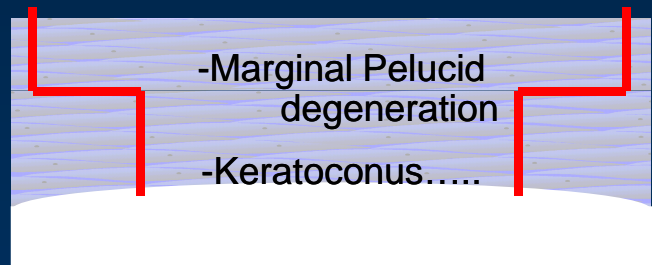 -Marginal Pelucid
degeneration
-Keratoconus.....